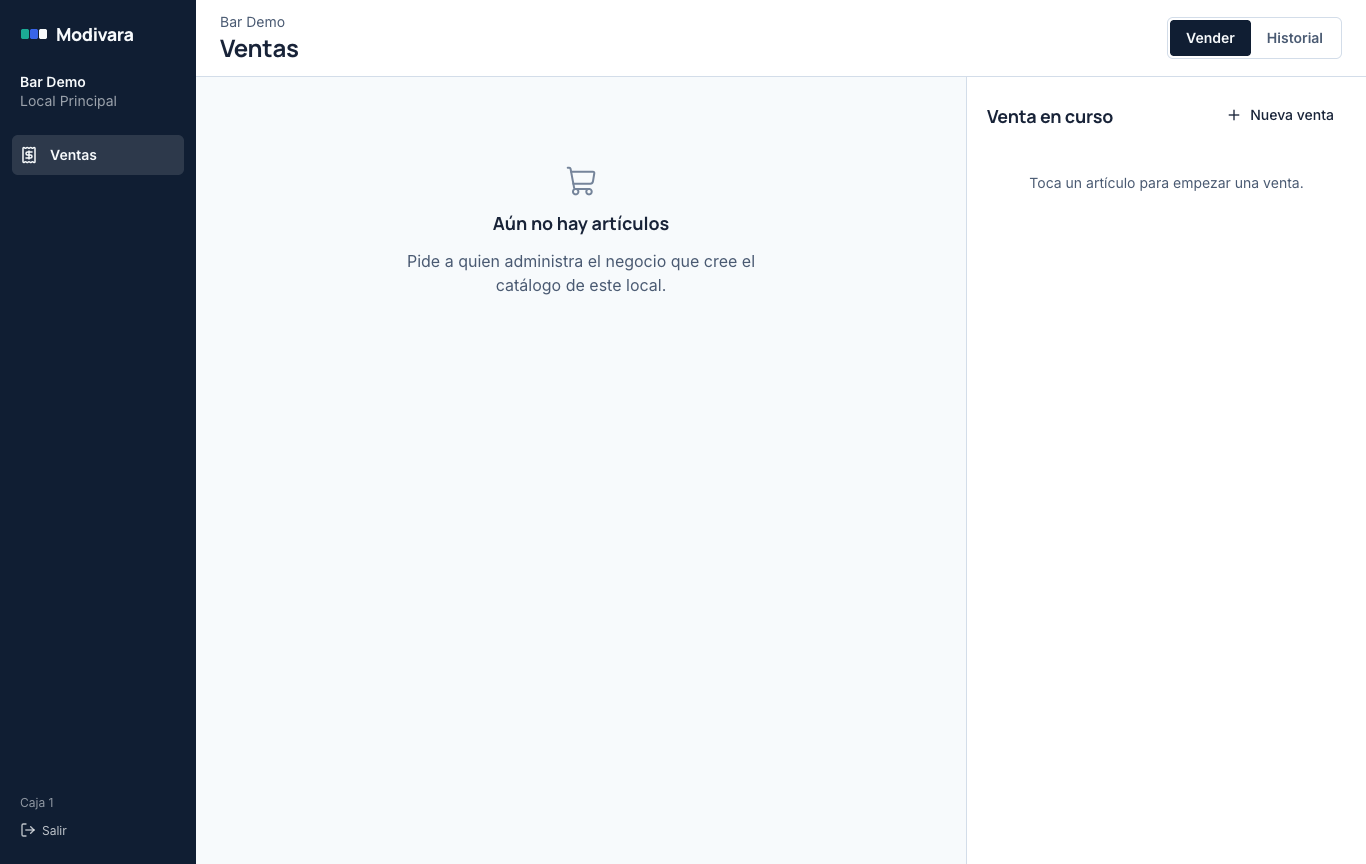 Modivara
Bar Demo
Local Principal
Ventas
Caja 1
Salir
Bar Demo
Ventas
Vender
Historial
Aún no hay artículos
Pide a quien administra el negocio que cree el
catálogo de este local.
Venta en curso
Nueva venta
Toca un artículo para empezar una venta.